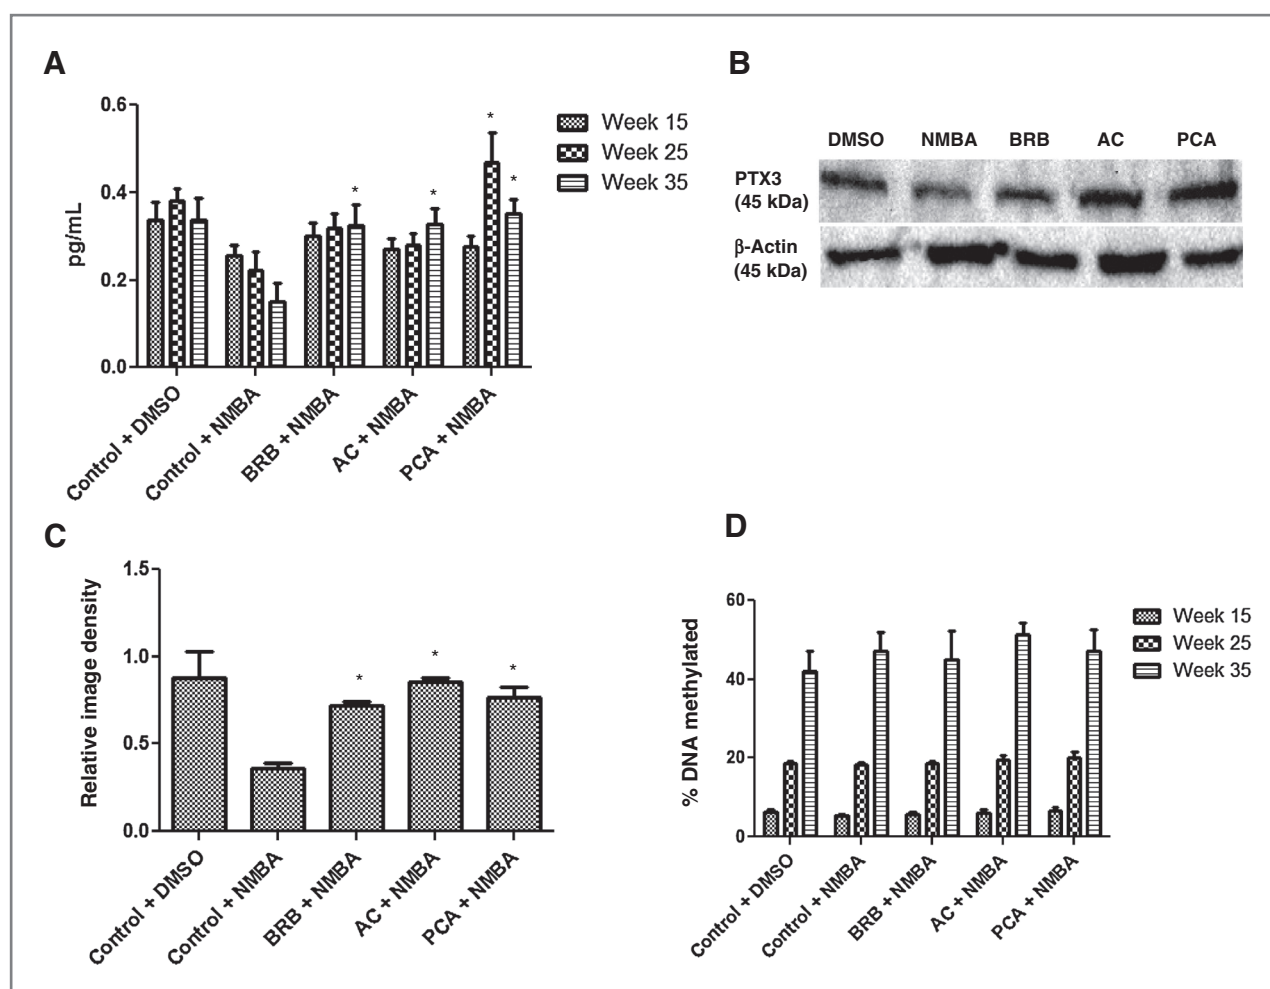 A
0.6
0.4
0.2
0.0
pg/mL
*
*
*
*
Week 15
Week 25
Week 35
Control + DMSO
Control + NMBA
BRB + NMBA
AC + NMBA
PCA + NMBA
B
DMSO NMBA BRB AC PCA
PTX3
(45 kDa)
β-Actin
(45 kDa)
C
1.5
1.0
0.5
0.0
Relative image density
*
*
*
Control + DMSO
Control + NMBA
BRB + NMBA
AC + NMBA
PCA + NMBA
D
60
40
20
0
% DNA methylated
Week 15
Week 25
Week 35
Control + DMSO
Control + NMBA
BRB + NMBA
AC + NMBA
PCA + NMBA